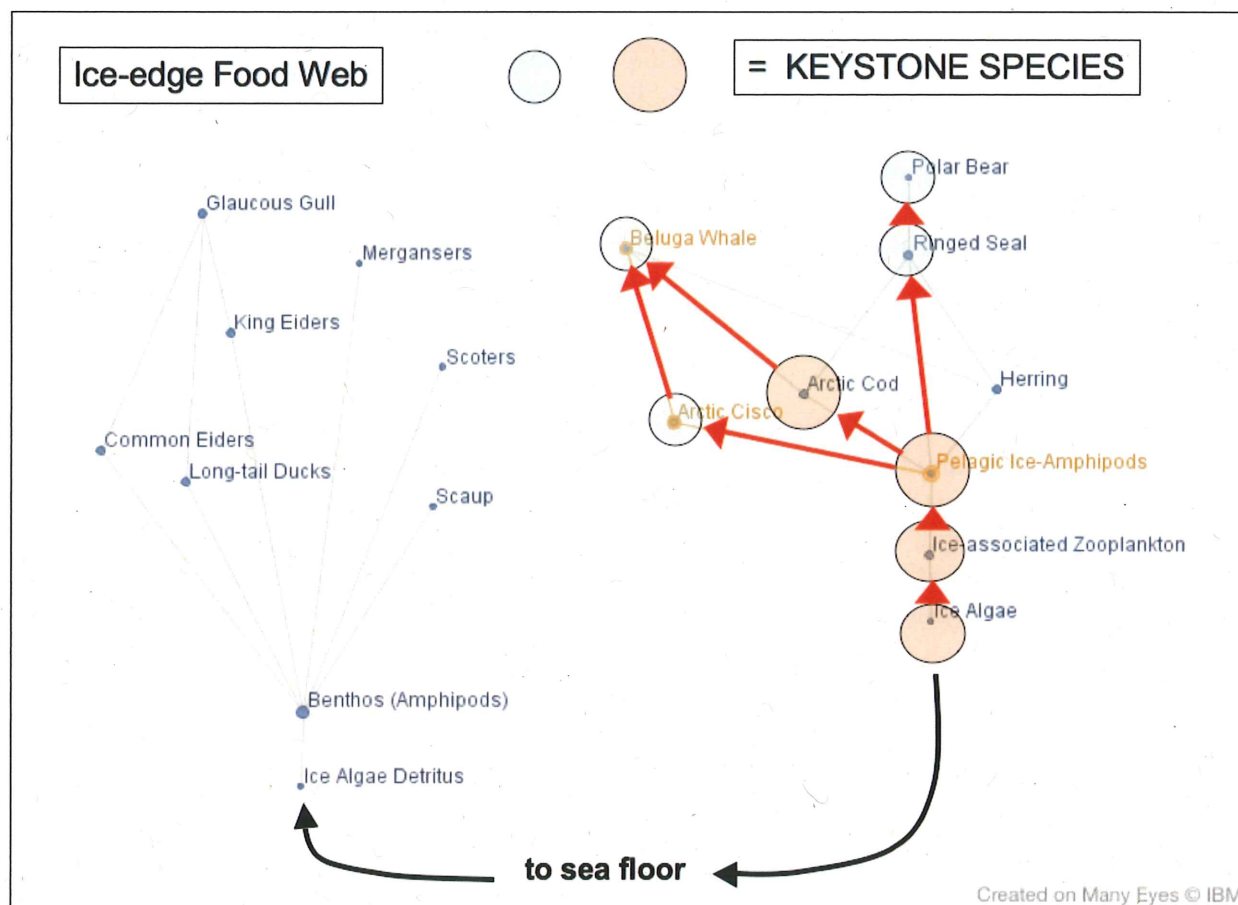 Ice-edge Food Web
= KEYSTONE SPECIES
Polar Bear
Glaucous Gull
Beluga Whale
Ringed Seal
Mergansers
King Eiders
Scoters
Herring
Arctic Cod
Arctic Cisco
Common Eiders
Long-tail Ducks
Pelagic Ice-Amphipods
Scaup
Ice-associated Zooplankton
Ice Algae
Benthos (Amphipods)
Ice Algae Detritus
to sea floor
Created on Many Eyes © IBM